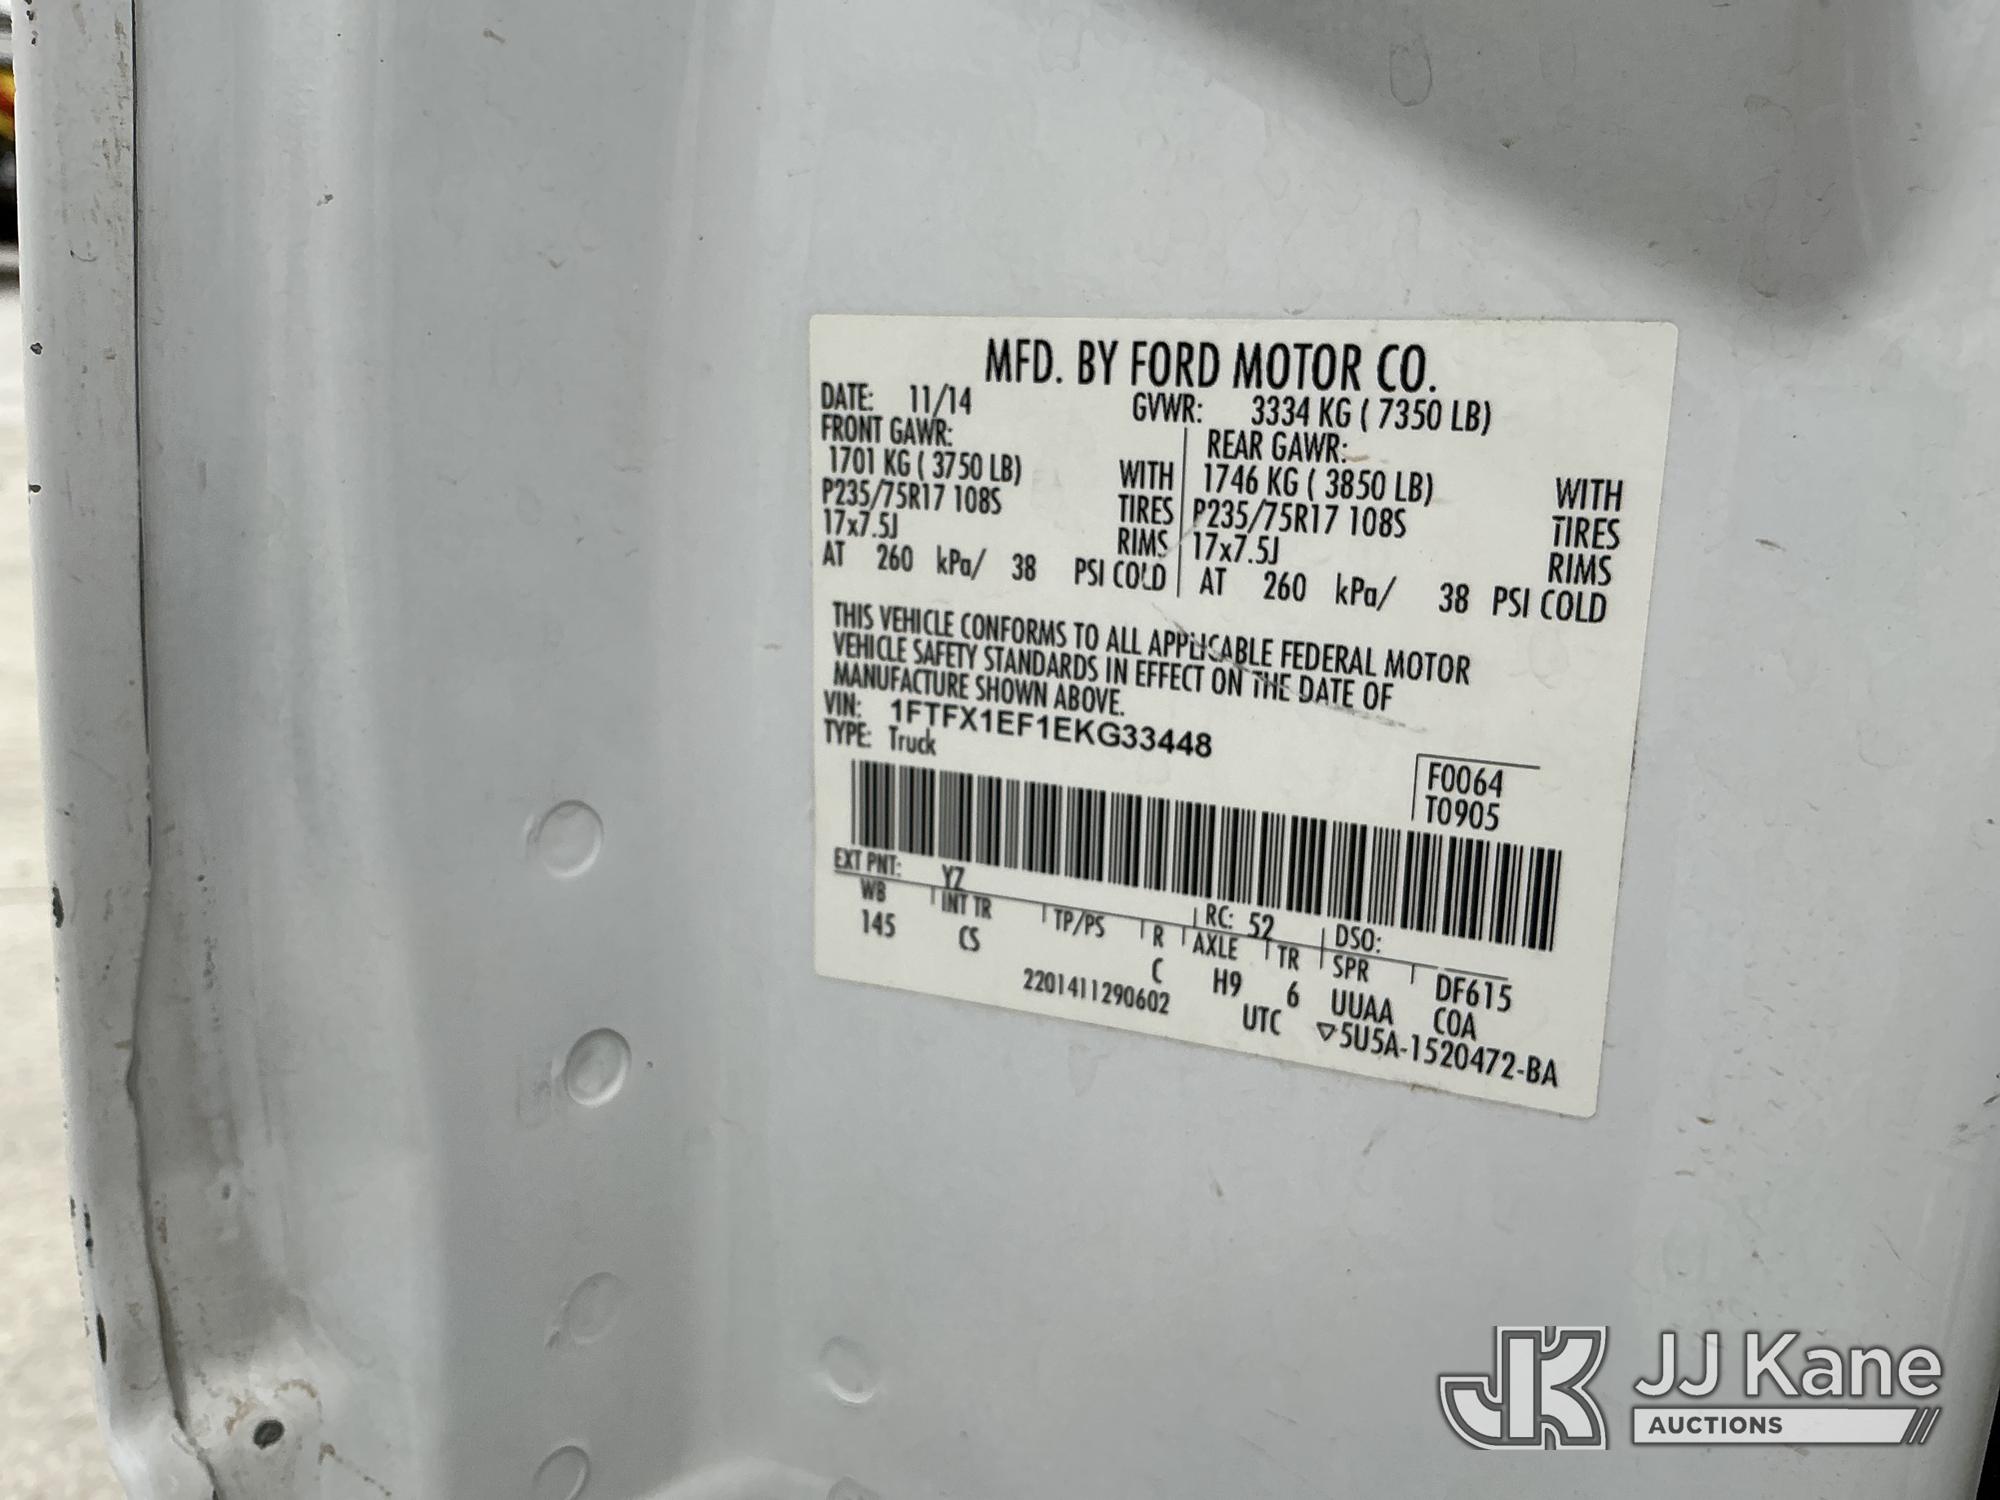 MFD. BY FORD MOTOR CO.
DATE: 11/14 GVWR: 3334 KG ( 7350 LB)
FRONT GAWR: REAR GAWR:
1701 KG ( 3750 LB) WITH 1746 KG ( 3850 LB) WITH
P235/75R17 108S TIRES P235/75R17 108S TIRES
17x7.5J RIMS 17x7.5J RIMS
AT 260 kPa/ 38 PSI COLD AT 260 kPa/ 38 PSI COLD
THIS VEHICLE CONFORMS TO ALL APPLICABLE FEDERAL MOTOR
VEHICLE SAFETY STANDARDS IN EFFECT ON THE DATE OF
MANUFACTURE SHOWN ABOVE.
VIN: 1FTFX1EF1EKG33448
TYPE: Truck
F0064
T0905
EXT PNT: YZ RC: 52 DSO:
WB INT TR TP/PS R AXLE TR SPR DF615
145 CS C H9 6 UUAA COA
2201411290602 UTC ▽5U5A-1520472-BA
JK JJ Kane
AUCTIONS